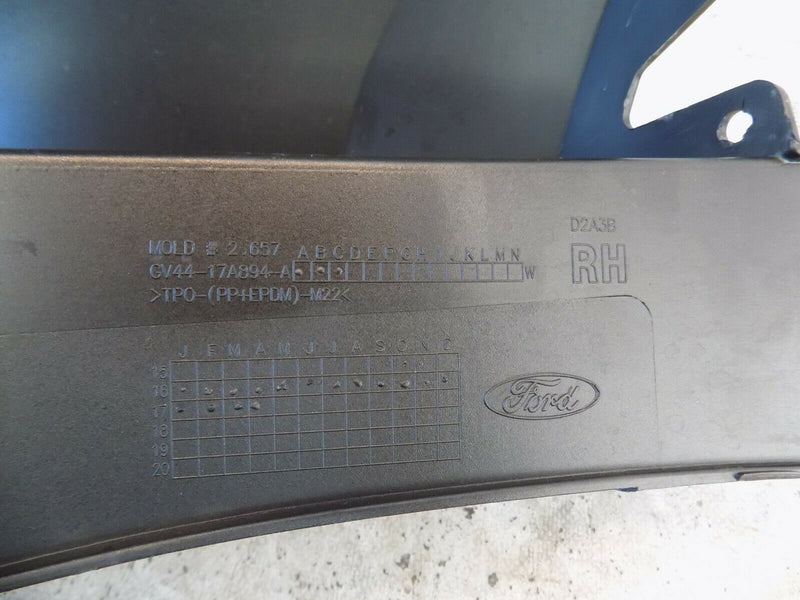 D2A3B
MOLD # 2.657 A B C D E F G H I J K L M N
GV44-17A894-A W
RH
>TPO-(PP+EPDM)-M22<
J F M A M J J A S O N D
15
16
17
18
19
20
Ford